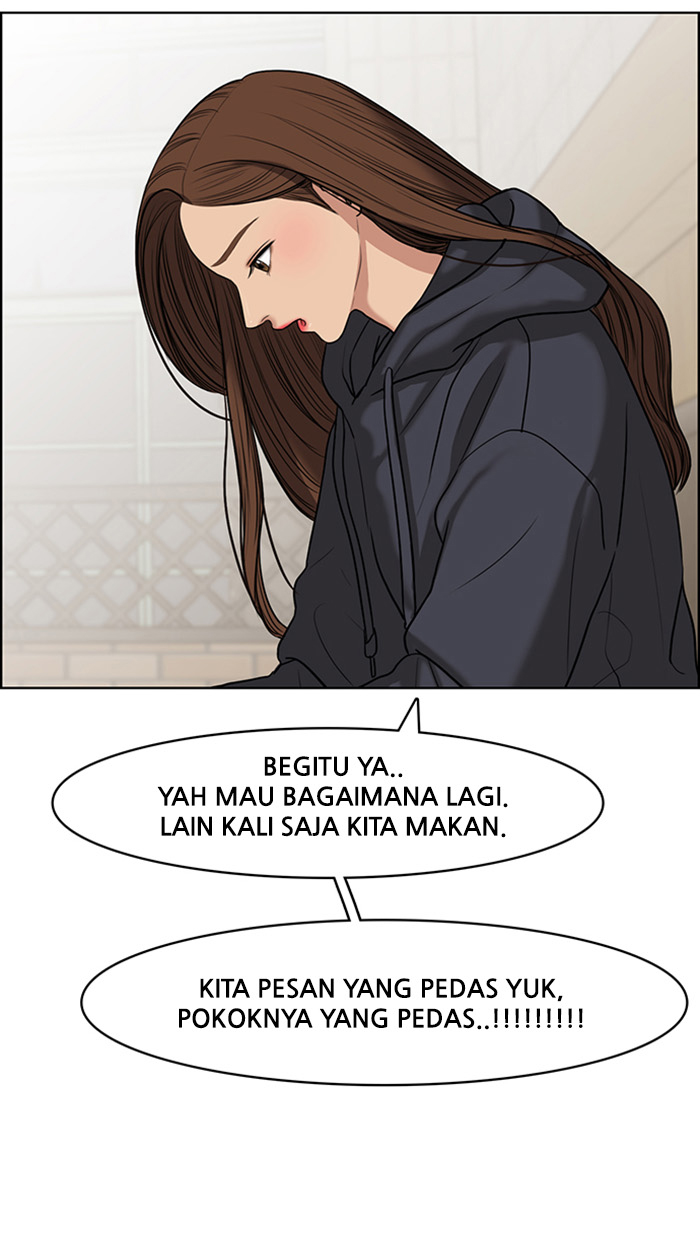 BEGITU YA..
YAH MAU BAGAIMANA LAGI.
LAIN KALI SAJA KITA MAKAN.
KITA PESAN YANG PEDAS YUK,
POKOKNYA YANG PEDAS..!!!!!!!!!